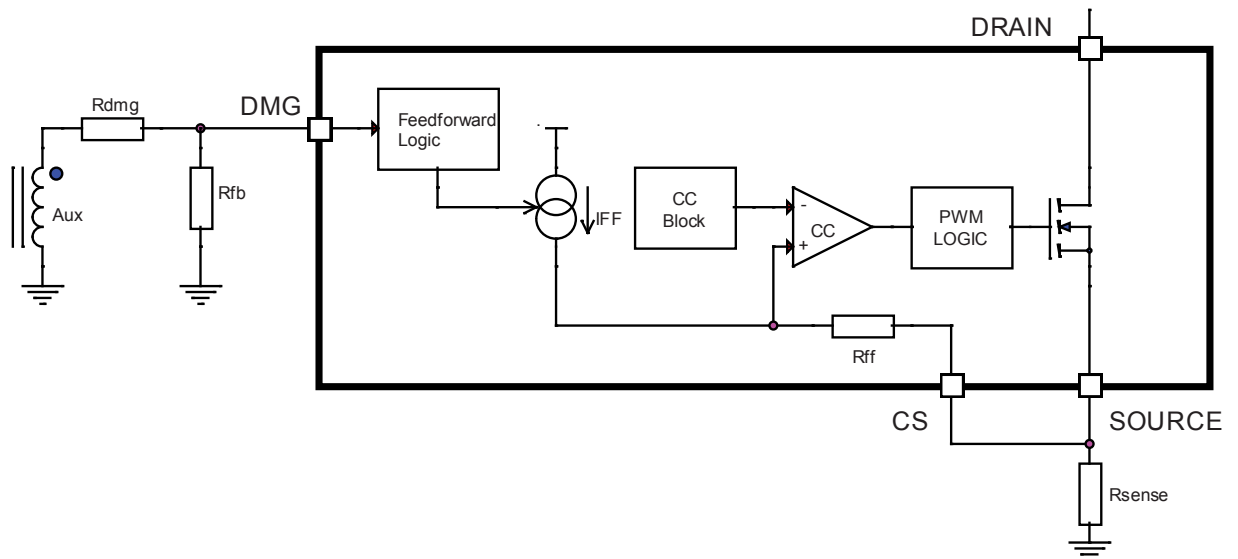 DRAIN
DMG
Rdmg
Feedforward
Logic
Rfb
Aux
IFF
CC
Block
-
CC
+
PWM
LOGIC
Rff
CS
SOURCE
Rsense